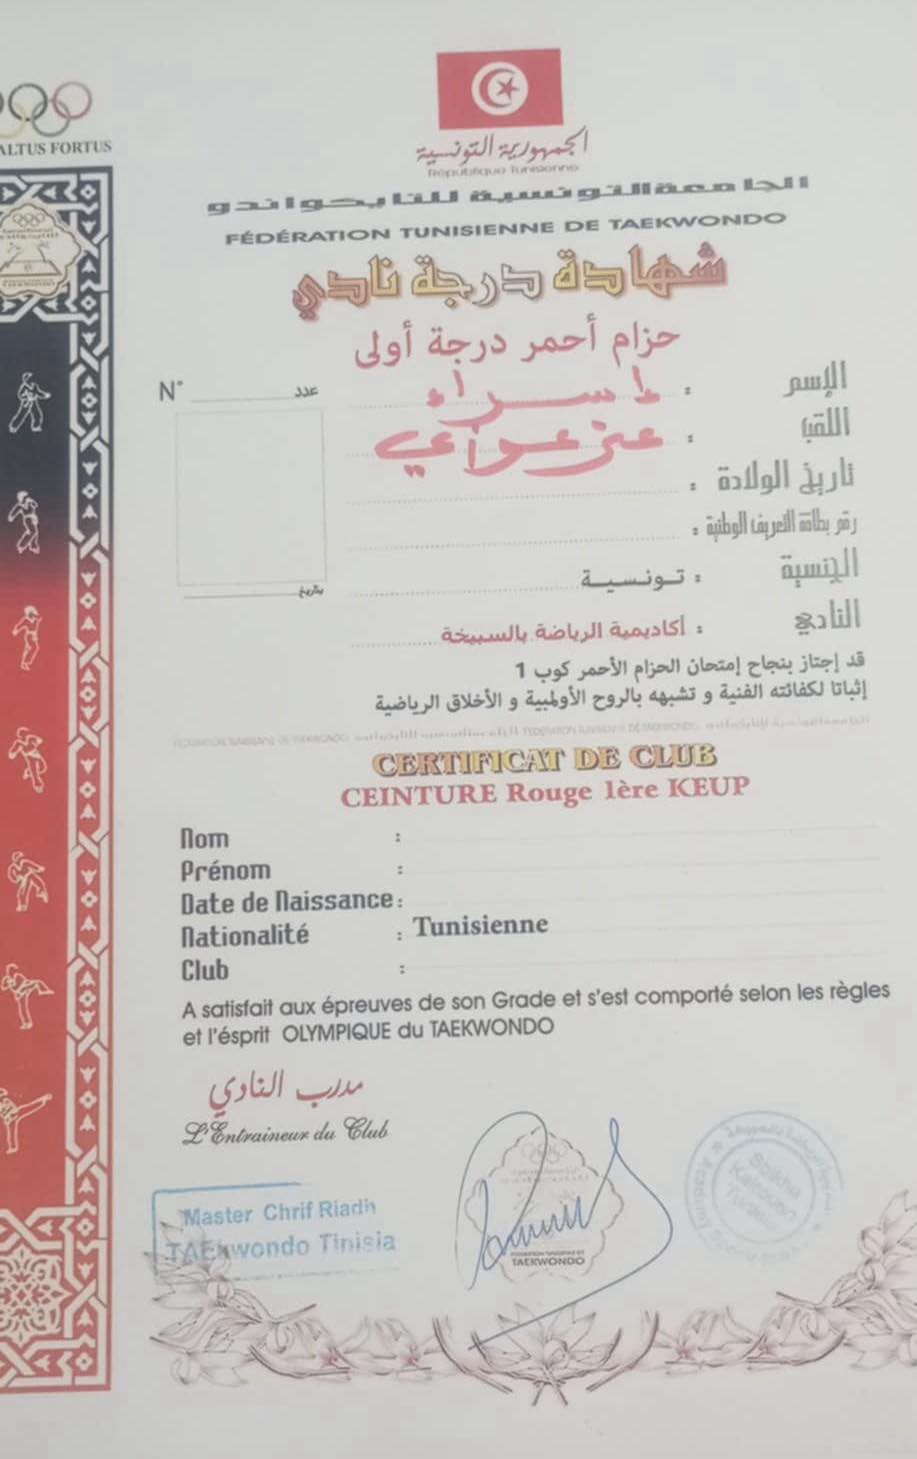 ALTUS FORTUS
الجمهورية التونسية
République Tunisienne
الجامعة التونسية للتايكواندو
FÉDÉRATION TUNISIENNE DE TAEKWONDO
شهادة درجة نادي
حزام أحمر درجة أولى
N° عدد
الإسم : إسراء
اللقب :
تاريخ الولادة :
رقم بطاقة التعريف الوطنية :
الجنسية : تونسية
بتاريخ
النادي : أكاديمية الرياضة بالسبيخة
قد إجتاز بنجاح إمتحان الحزام الأحمر كوب 1
إثباتا لكفائته الفنية و تشبهه بالروح الأولمبية و الأخلاق الرياضية
CERTIFICAT DE CLUB
CEINTURE Rouge 1ère KEUP
Nom :
Prénom :
Date de Naissance :
Nationalité : Tunisienne
Club :
A satisfait aux épreuves de son Grade et s'est comporté selon les règles
et l'ésprit OLYMPIQUE du TAEKWONDO
مدرب النادي
L'Entraineur du Club
Master Chrif Riadh
TAEkwondo Tinisia
TAEKWONDO